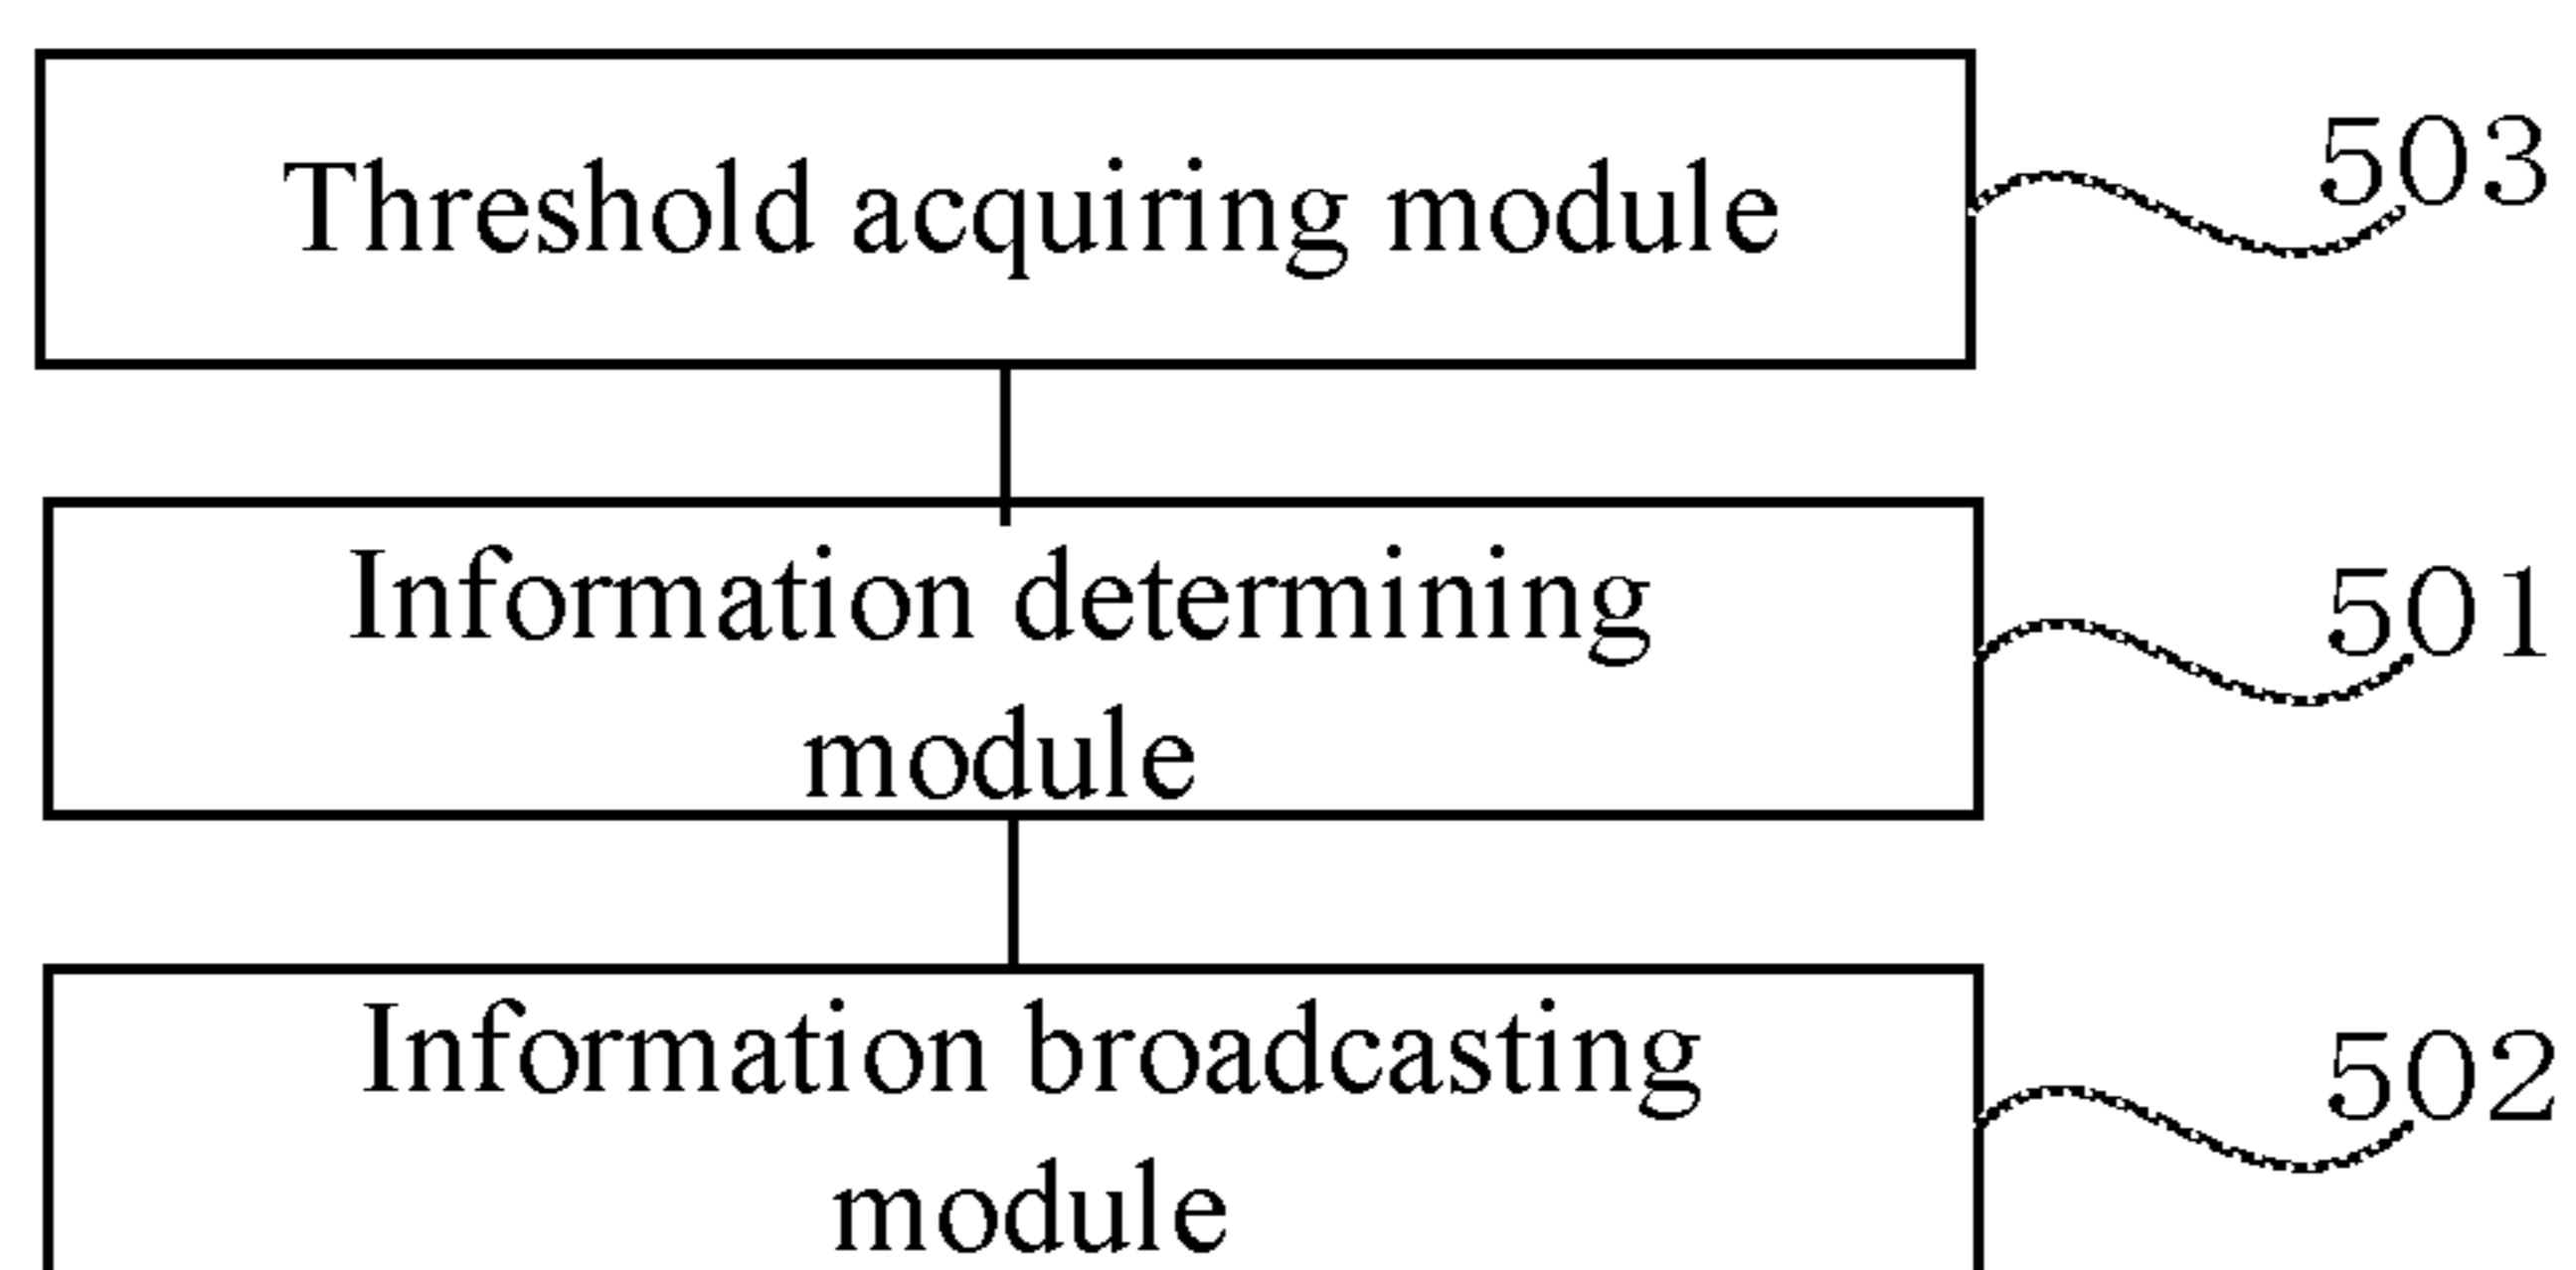 Threshold acquiring module
503
Information determining
module
501
Information broadcasting
module
502